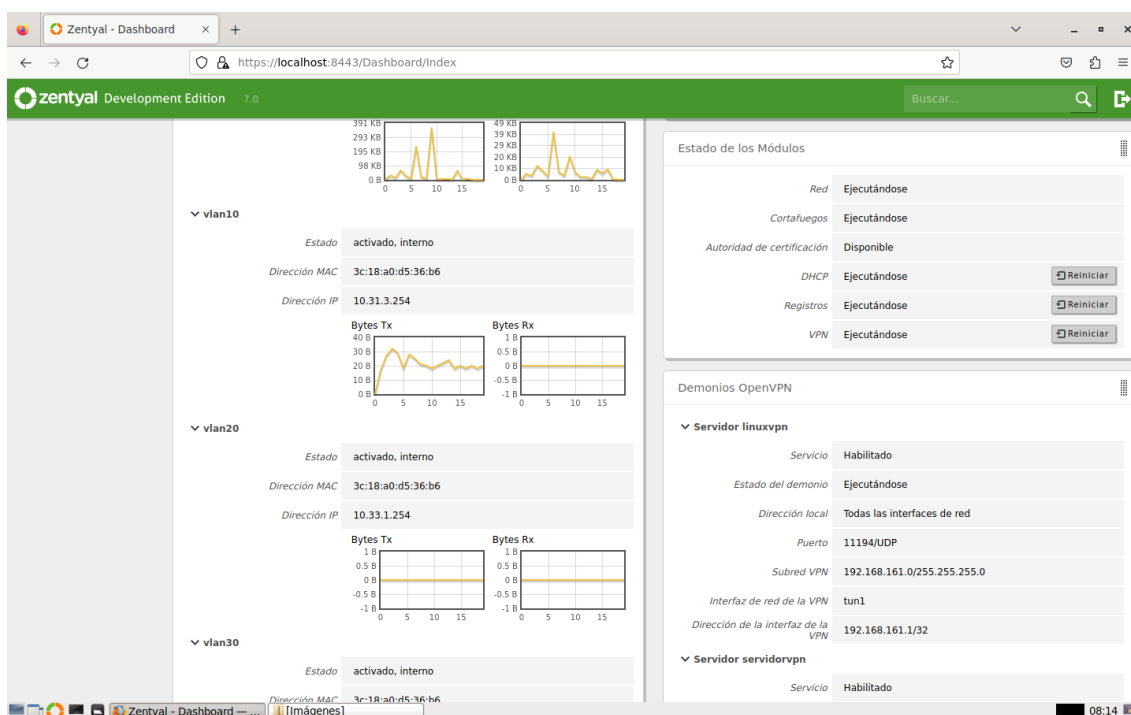 Zentyal - Dashboard
https://localhost:8443/Dashboard/Index
zentyal Development Edition 7.0
Buscar...
391 KB
293 KB
195 KB
98 KB
0 B
0 5 10 15
49 KB
39 KB
29 KB
20 KB
10 KB
0 B
0 5 10 15
vlan10
Estado activado, interno
Dirección MAC 3c:18:a0:d5:36:b6
Dirección IP 10.31.3.254
Bytes Tx
40 B
30 B
20 B
10 B
0 B
0 5 10 15
Bytes Rx
1 B
0.5 B
0 B
-0.5 B
-1 B
0 5 10 15
vlan20
Estado activado, interno
Dirección MAC 3c:18:a0:d5:36:b6
Dirección IP 10.33.1.254
Bytes Tx
1 B
0.5 B
0 B
-0.5 B
-1 B
0 5 10 15
Bytes Rx
1 B
0.5 B
0 B
-0.5 B
-1 B
0 5 10 15
vlan30
Estado activado, interno
Dirección MAC 3c:18:a0:d5:36:b6
Estado de los Módulos
Red Ejecutándose
Cortafuegos Ejecutándose
Autoridad de certificación Disponible
DHCP Ejecutándose Reiniciar
Registros Ejecutándose Reiniciar
VPN Ejecutándose Reiniciar
Demonios OpenVPN
Servidor linuxvpn
Servicio Habilitado
Estado del demonio Ejecutándose
Dirección local Todas las interfaces de red
Puerto 11194/UDP
Subred VPN 192.168.161.0/255.255.255.0
Interfaz de red de la VPN tun1
Dirección de la interfaz de la
VPN 192.168.161.1/32
Servidor servidorvpn
Servicio Habilitado
Zentyal - Dashboard — ...
[Imágenes]
08:14